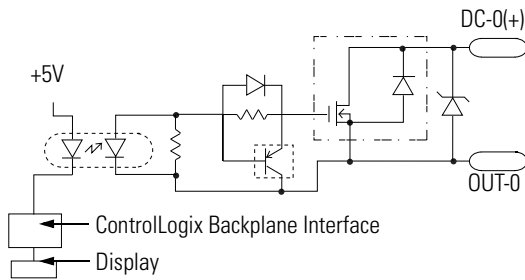 DC-0(+)
+5V
OUT-0
ControlLogix Backplane Interface
Display